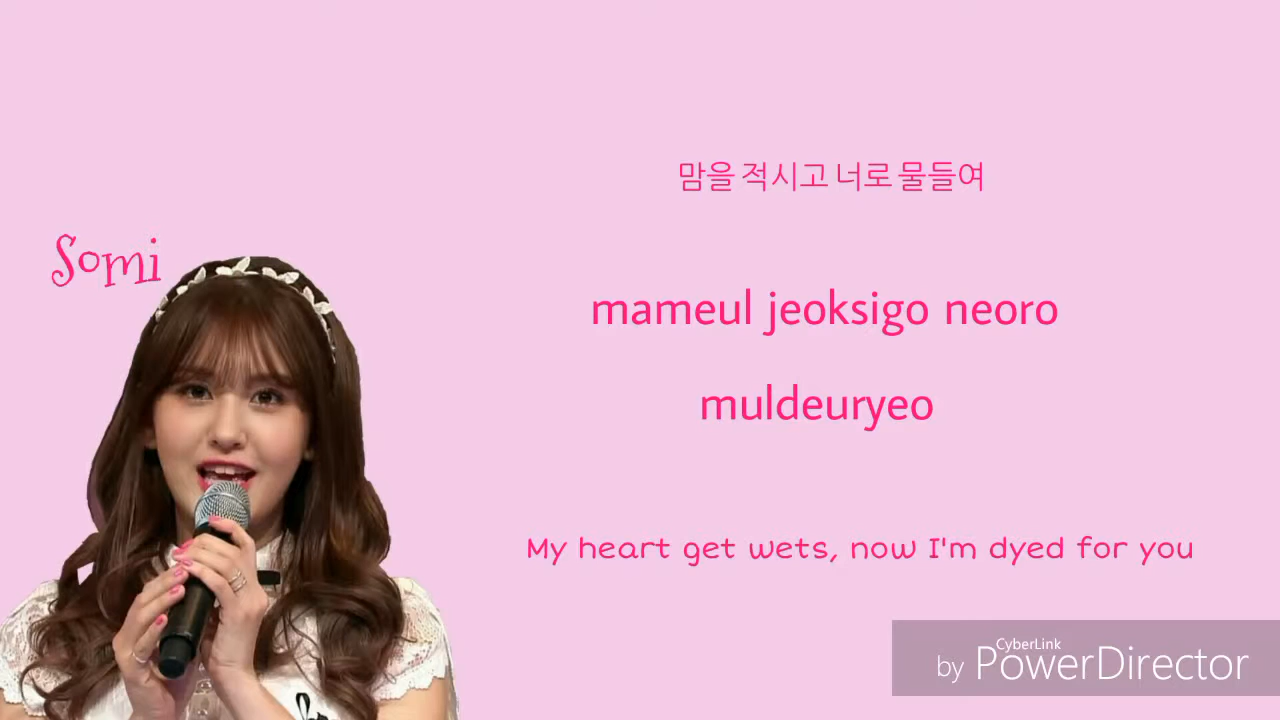 맘을 적시고 너로 물들여
Somi
mameul jeoksigo neoro
muldeuryeo
My heart get wets, now I'm dyed for you
CyberLink
by PowerDirector